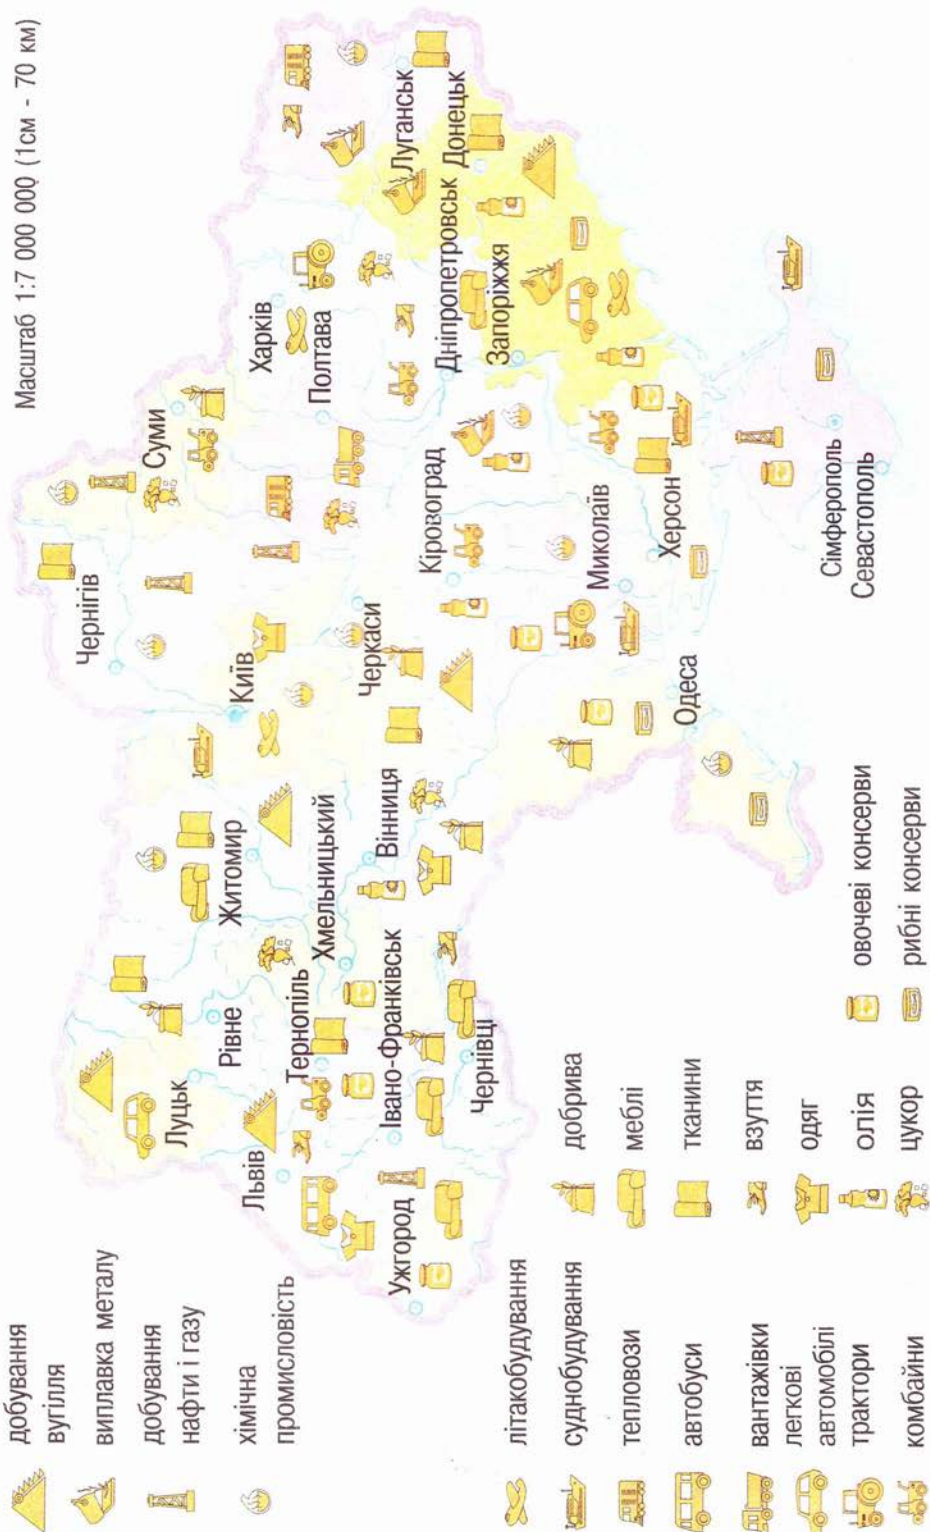 Масштаб 1:7 000 000 (1см - 70 км)
Чернігів
Суми
Харків
Полтава
Луганськ
Донецьк
Дніпропетровськ
Запоріжжя
Київ
Черкаси
Кіровоград
Миколаїв
Херсон
Одеса
Сімферополь
Севастополь
Житомир
Вінниця
Хмельницький
Рівне
Луцьк
Тернопіль
Львів
Івано-Франківськ
Чернівці
Ужгород
добування
вугілля
виплавка металу
добування
нафти і газу
хімічна
промисловість
літакобудування
суднобудування
тепловози
автобуси
вантажівки
легкові
автомобілі
трактори
комбайни
добрива
меблі
тканини
взуття
одяг
олія
цукор
овочеві консерви
рибні консерви